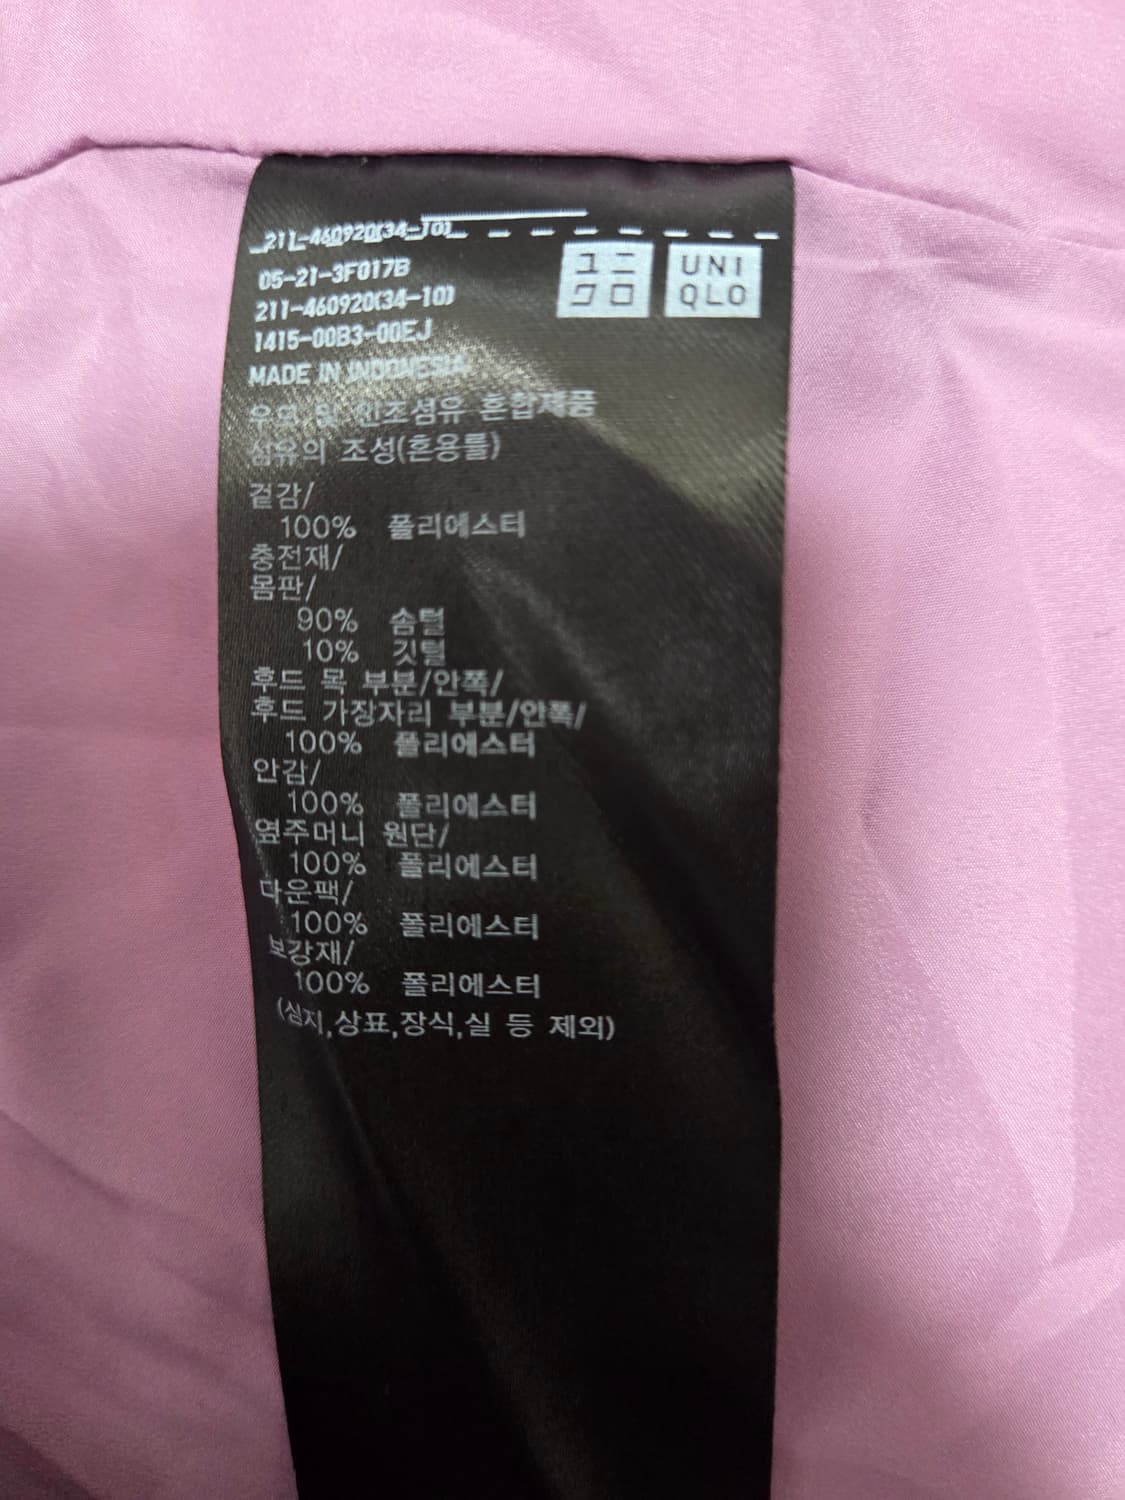 211-460920(34-10)
ユニ
クロ
UNI
QLO
05-21-3F017B
211-460920(34-10)
1415-00B3-00EJ
MADE IN INDONESIA
우모 및 인조섬유 혼합제품
섬유의 조성(혼용률)
겉감/
100% 폴리에스터
충전재/
몸판/
90% 솜털
10% 깃털
후드 목 부분/안쪽/
후드 가장자리 부분/안쪽/
100% 폴리에스터
안감/
100% 폴리에스터
옆주머니 원단/
100% 폴리에스터
다운팩/
100% 폴리에스터
보강재/
100% 폴리에스터
(심지,상표,장식,실 등 제외)